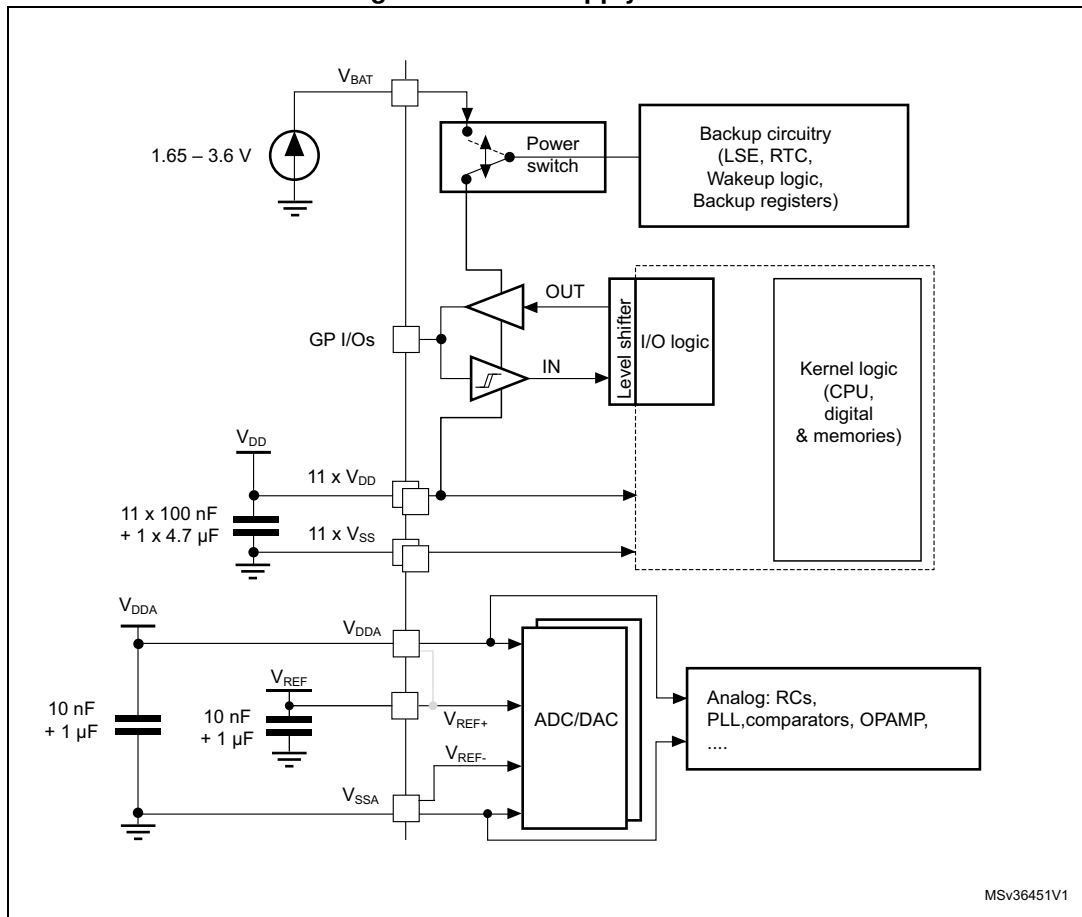 VBAT
1.65 – 3.6 V
Power
switch
Backup circuitry
(LSE, RTC,
Wakeup logic,
Backup registers)
OUT
GP I/Os
IN
Level shifter
I/O logic
Kernel logic
(CPU,
digital
& memories)
VDD
11 x VDD
11 x 100 nF
+ 1 x 4.7 μF
11 x VSS
VDDA
VDDA
VREF
10 nF
+ 1 μF
10 nF
+ 1 μF
VREF+
ADC/DAC
Analog: RCs,
PLL,comparators, OPAMP,
....
VREF-
VSSA
MSv36451V1